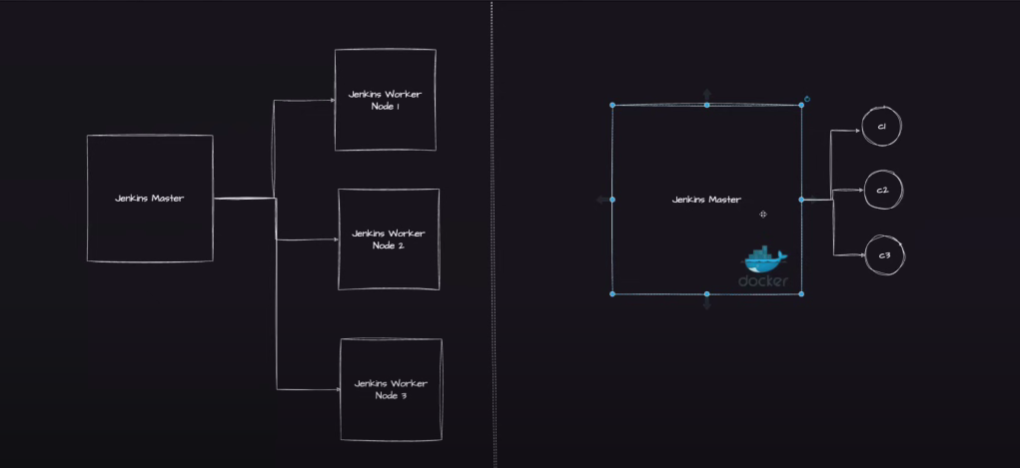 Jenkins Master
Jenkins Worker
Node 1
Jenkins Worker
Node 2
Jenkins Worker
Node 3
Jenkins Master
docker
c1
c2
c3